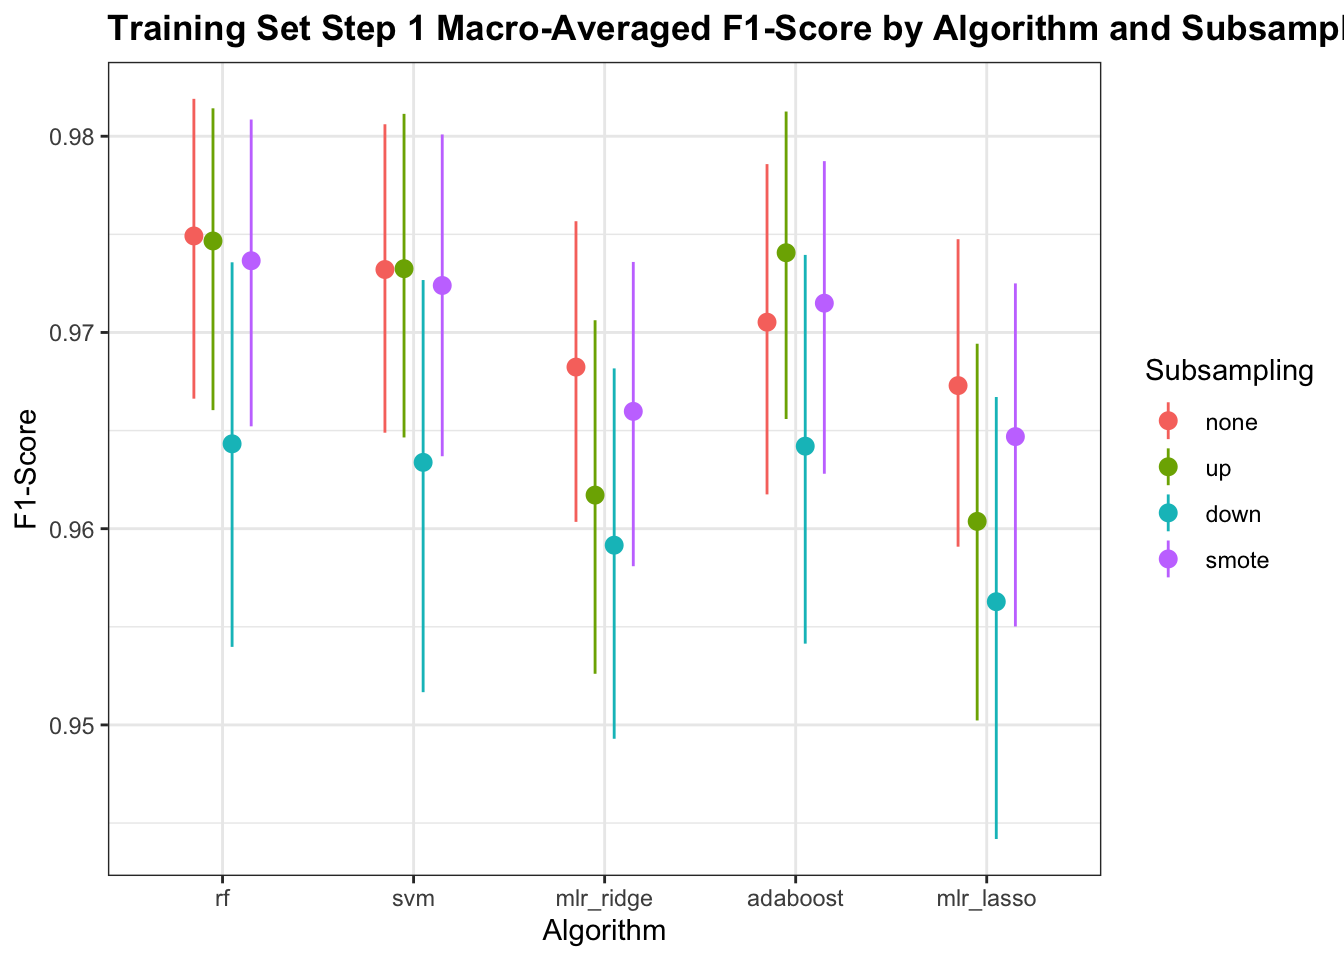 Training Set Step 1 Macro-Averaged F1-Score by Algorithm and
F1-Score
0.98
0.97
0.96
0.95
rf svm mlr_ridge adaboost mlr_lasso
Algorithm
Subsampling
none
up
down
smote